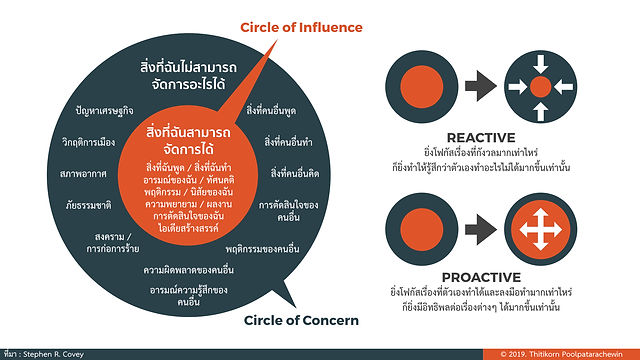 Circle of Influence
สิ่งที่ฉันไม่สามารถ
จัดการอะไรได้
ปัญหาเศรษฐกิจ
วิกฤติการเมือง
สภาพอากาศ
ภัยธรรมชาติ
สงคราม /
การก่อการร้าย
ความผิดพลาดของคนอื่น
อารมณ์ความรู้สึกของ
คนอื่น
สิ่งที่คนอื่นพูด
สิ่งที่คนอื่นทำ
สิ่งที่คนอื่นคิด
การตัดสินใจของ
คนอื่น
พฤติกรรมของคนอื่น
สิ่งที่ฉันสามารถ
จัดการได้
สิ่งที่ฉันพูด / สิ่งที่ฉันทำ
อารมณ์ของฉัน / ทัศนคติ
พฤติกรรม / นิสัยของฉัน
ความพยายาม / ผลงาน
การตัดสินใจของฉัน
ไอเดียสร้างสรรค์
Circle of Concern
REACTIVE
ยิ่งโฟกัสเรื่องที่กังวลมากเท่าไหร่
ก็ยิ่งทำให้รู้สึกว่าตัวเองทำอะไรไม่ได้มากขึ้นเท่านั้น
PROACTIVE
ยิ่งโฟกัสเรื่องที่ตัวเองทำได้และลงมือทำมากเท่าไหร่
ก็ยิ่งมีอิทธิพลต่อเรื่องต่างๆ ได้มากขึ้นเท่านั้น
ที่มา : Stephen R. Covey
© 2019. Thitikorn Poolpatarachewin